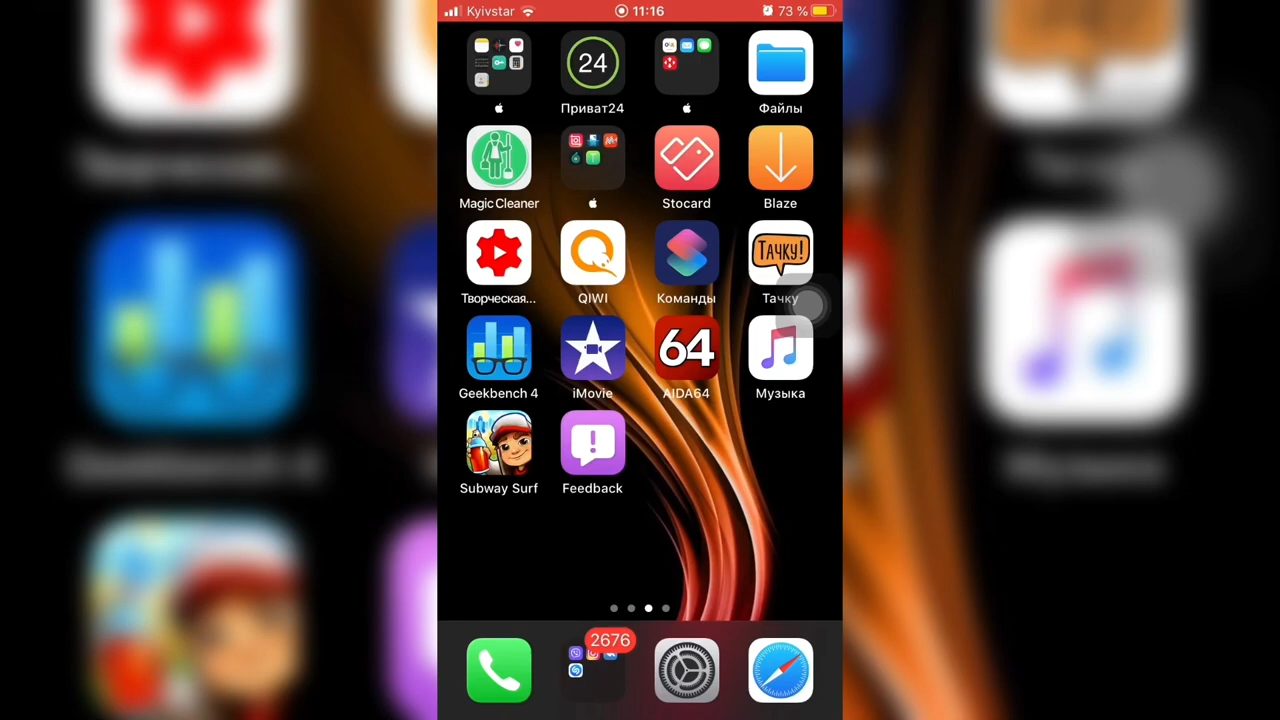 Kyivstar 11:16 73 %
24
Приват24 Файлы
Magic Cleaner Stocard Blaze
ТАЧКУ!
Творческая... QIWI Команды Тачку
64
Geekbench 4 iMovie AIDA64 Музыка
Subway Surf Feedback
2676